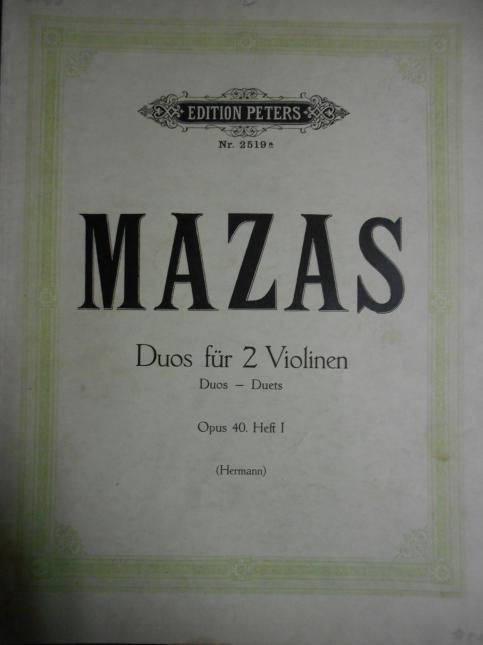 EDITION PETERS
Nr. 2519a
MAZAS
Duos für 2 Violinen
Duos – Duets
Opus 40. Heft I
(Hermann)